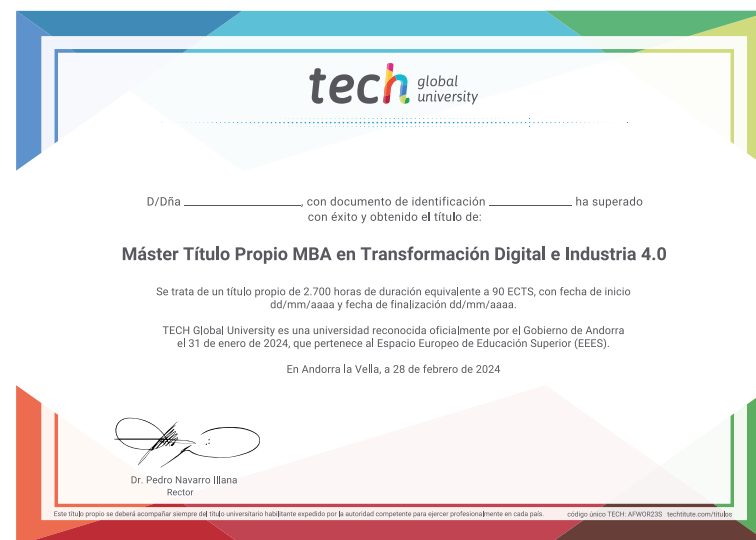 tech global university
D/Dña ____________________, con documento de identificación ______________ ha superado
con éxito y obtenido el título de:
Máster Título Propio MBA en Transformación Digital e Industria 4.0
Se trata de un título propio de 2.700 horas de duración equivalente a 90 ECTS, con fecha de inicio
dd/mm/aaaa y fecha de finalización dd/mm/aaaa.
TECH Global University es una universidad reconocida oficialmente por el Gobierno de Andorra
el 31 de enero de 2024, que pertenece al Espacio Europeo de Educación Superior (EEES).
En Andorra la Vella, a 28 de febrero de 2024
Dr. Pedro Navarro Illana
Rector
Este título propio se deberá acompañar siempre del título universitario habilitante expedido por la autoridad competente para ejercer profesionalmente en cada país. código único TECH: AFWOR23S techtitute.com/titulos